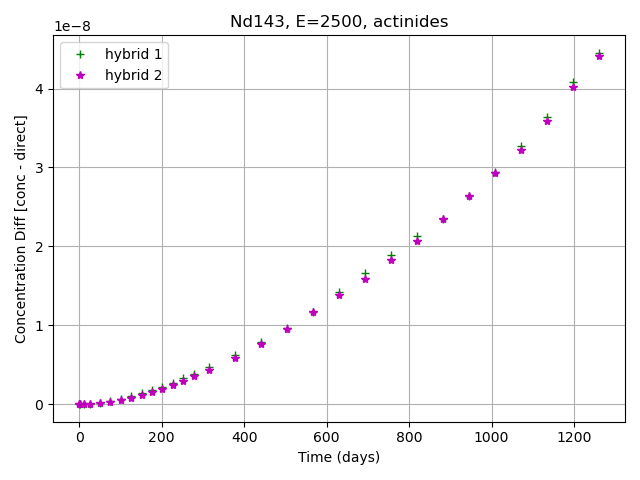 Nd143, E=2500, actinides
1e−8
hybrid 1
hybrid 2
4
3
2
1
0
Concentration Diff [conc - direct]
0 200 400 600 800 1000 1200
Time (days)